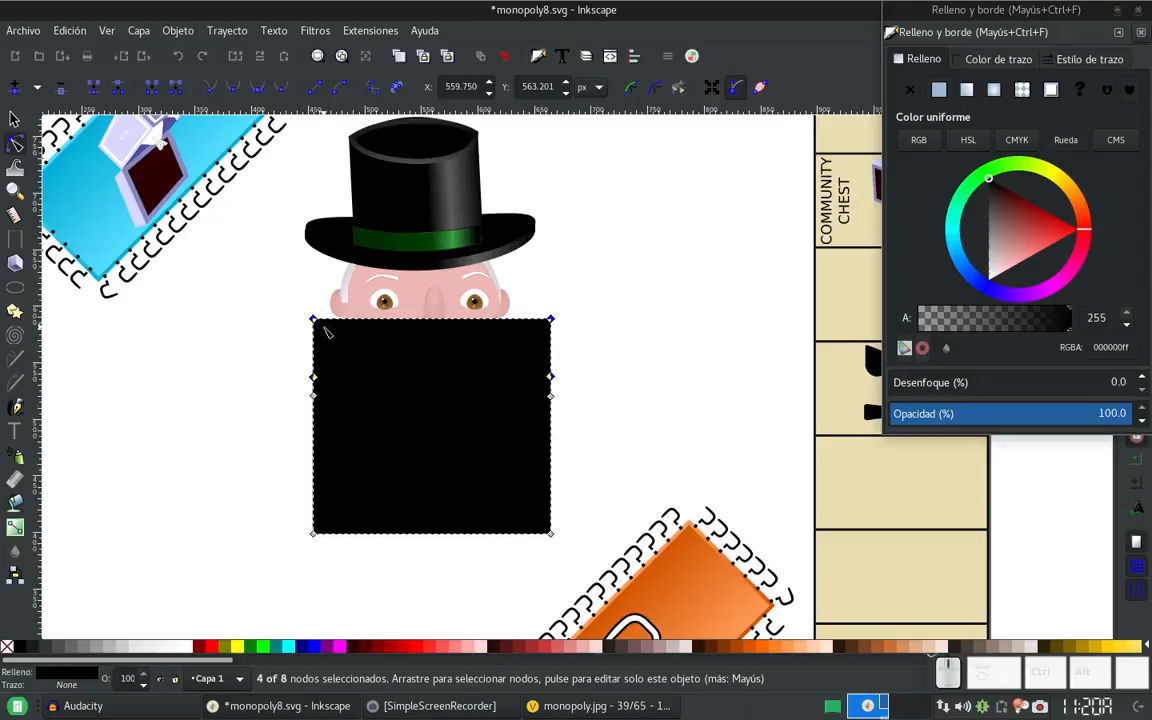 *monopoly8.svg - Inkscape
Relleno y borde (Mayús+Ctrl+F)
Archivo Edición Ver Capa Objeto Trayecto Texto Filtros Extensiones Ayuda
Relleno y borde (Mayús+Ctrl+F)
Relleno Color de trazo Estilo de trazo
X: 559.750 Y: 563.201 px
Color uniforme
RGB HSL CMYK Rueda CMS
COMMUNITY
CHEST
A: 255
RGBA: 000000ff
Desenfoque (%) 0.0
Opacidad (%) 100.0
Relleno:
Trazo: None
O: 100
•Capa 1
4 of 8 nodos seleccionados. Arrastre para seleccionar nodos, pulse para editar solo este objeto (más: Mayús)
Ctrl Alt
Audacity
*monopoly8.svg - Inkscape
[SimpleScreenRecorder]
monopoly.jpg - 39/65 - 1...